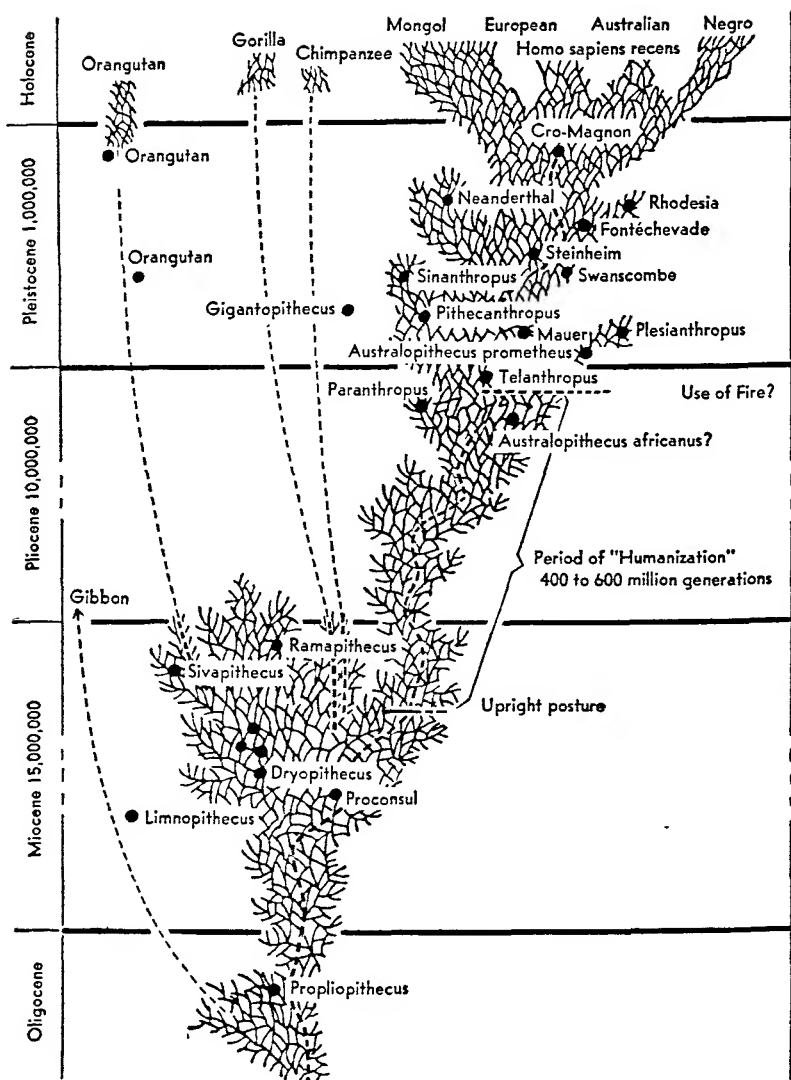 Mongol European Australian Negro
Homo sapiens recens
Orangutan
Gorilla
Chimpanzee
Holocene
Cro-Magnon
Orangutan
Neanderthal
Rhodesia
Fontéchevade
Steinheim
Orangutan
Sinanthropus
Swanscombe
Pleistocene 1,000,000
Gigantopithecus
Pithecanthropus
Mauer
Plesianthropus
Australopithecus prometheus
Telanthropus
Paranthropus
Use of Fire?
Australopithecus africanus?
Pliocene 10,000,000
Period of "Humanization"
400 to 600 million generations
Gibbon
Ramapithecus
Sivapithecus
Upright posture
Miocene 15,000,000
Dryopithecus
Proconsul
Limnopithecus
Propliopithecus
Oligocene